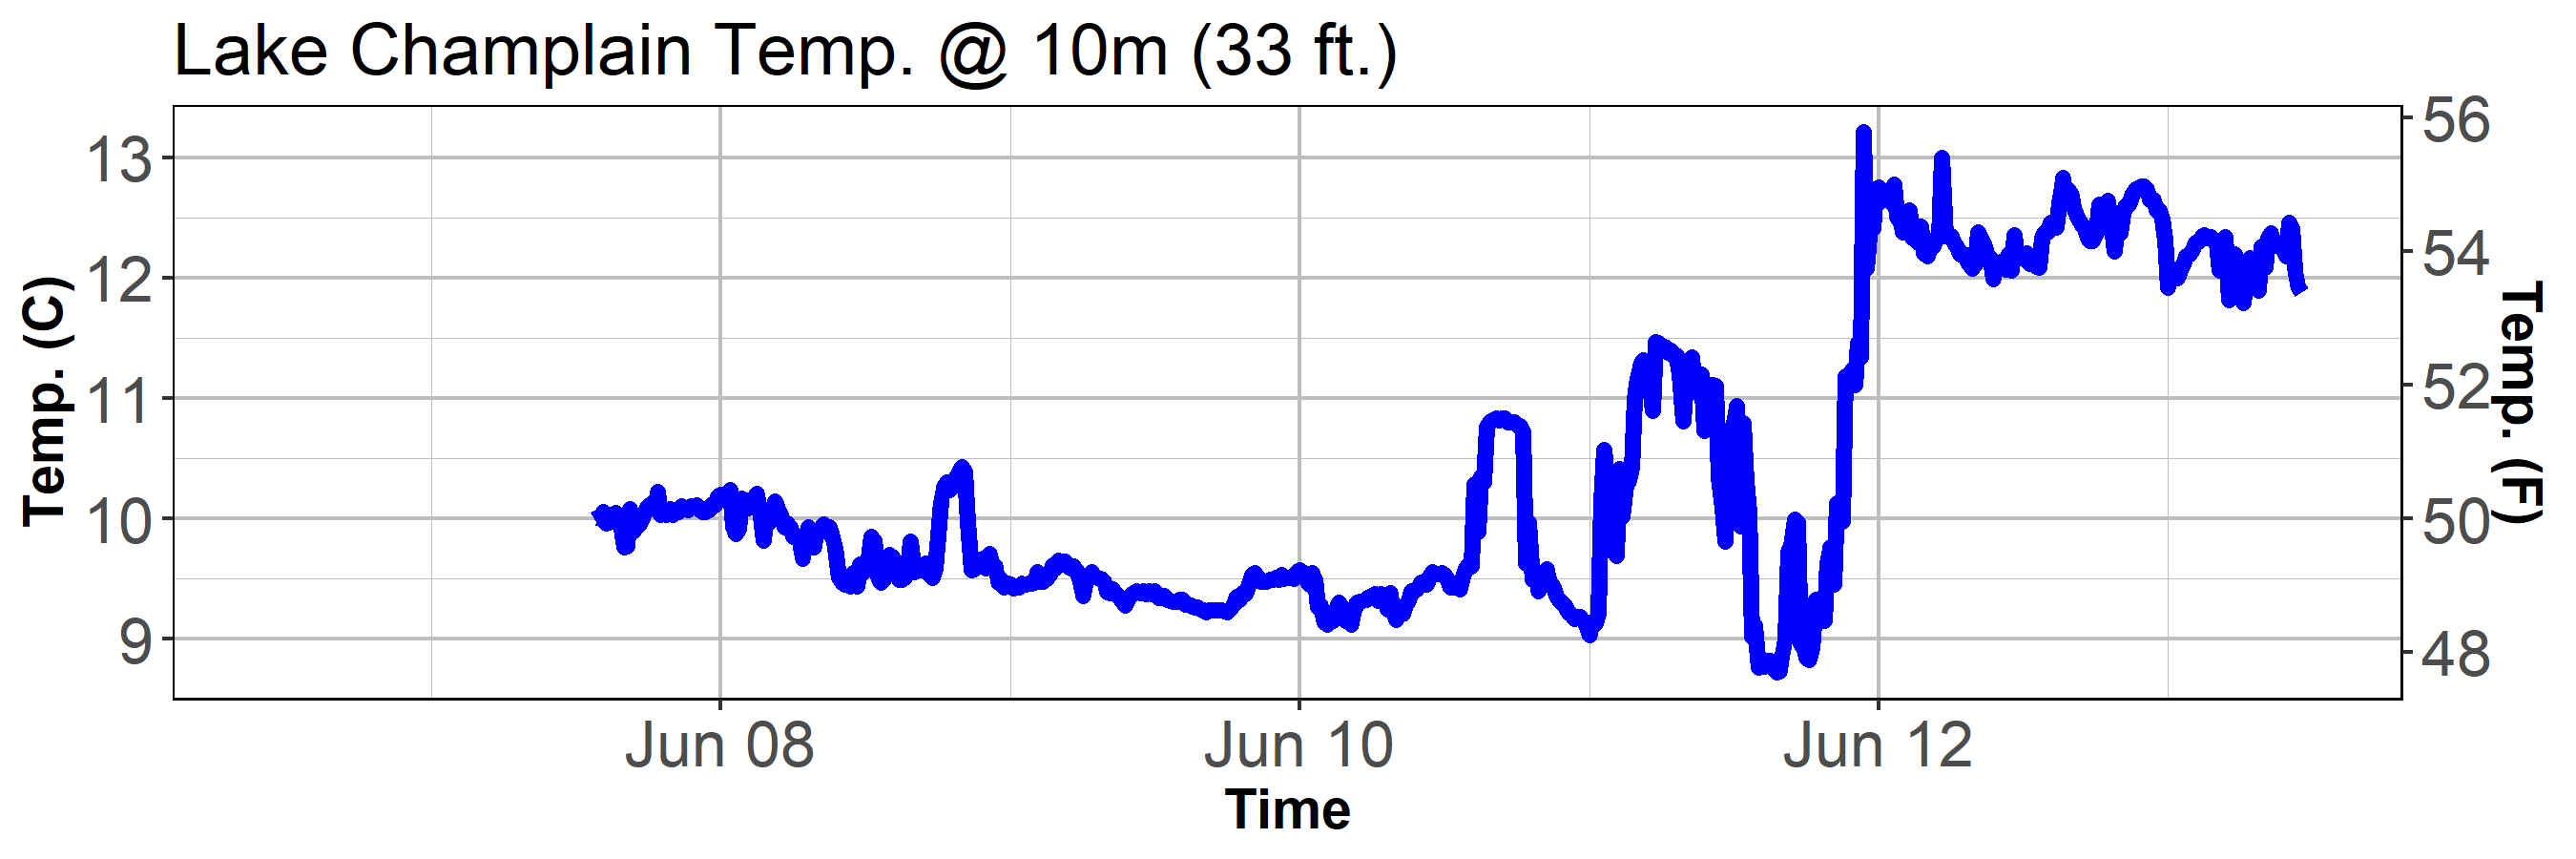 Lake Champlain Temp. @ 10m (33 ft.)
Temp. (C)
13
12
11
10
9
56
54
52
50
48
Temp. (F)
Jun 08
Jun 10
Jun 12
Time